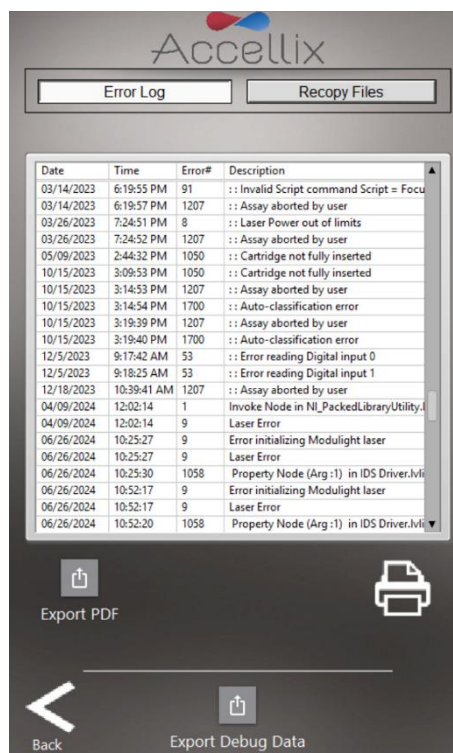 Accellix
Error Log Recopy Files
Date Time Error# Description
03/14/2023 6:19:55 PM 91 : : Invalid Script command Script = Focu
03/14/2023 6:19:57 PM 1207 : : Assay aborted by user
03/26/2023 7:24:51 PM 8 : : Laser Power out of limits
03/26/2023 7:24:52 PM 1207 : : Assay aborted by user
05/09/2023 2:44:32 PM 1050 : : Cartridge not fully inserted
10/15/2023 3:09:53 PM 1050 : : Cartridge not fully inserted
10/15/2023 3:14:53 PM 1207 : : Assay aborted by user
10/15/2023 3:14:54 PM 1700 : : Auto-classification error
10/15/2023 3:19:39 PM 1207 : : Assay aborted by user
10/15/2023 3:19:40 PM 1700 : : Auto-classification error
12/5/2023 9:17:42 AM 53 : : Error reading Digital input 0
12/5/2023 9:18:25 AM 53 : : Error reading Digital input 1
12/18/2023 10:39:41 AM 1207 : : Assay aborted by user
04/09/2024 12:02:14 1 Invoke Node in NI_PackedLibraryUtility.l
04/09/2024 12:02:14 9 Laser Error
06/26/2024 10:25:27 9 Error initializing Modulight laser
06/26/2024 10:25:27 9 Laser Error
06/26/2024 10:25:30 1058 Property Node (Arg :1) in IDS Driver.lvli
06/26/2024 10:52:17 9 Error initializing Modulight laser
06/26/2024 10:52:17 9 Laser Error
06/26/2024 10:52:20 1058 Property Node (Arg :1) in IDS Driver.lvli
Export PDF
Back Export Debug Data